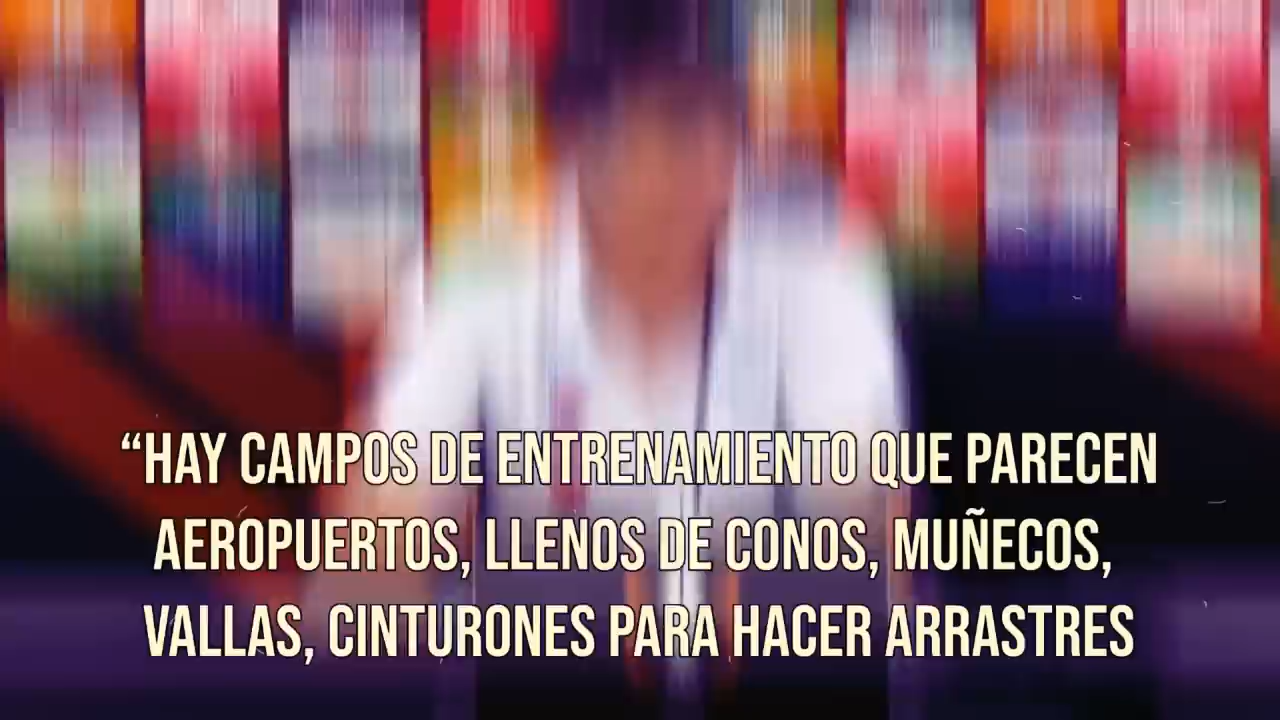 “HAY CAMPOS DE ENTRENAMIENTO QUE PARECEN
AEROPUERTOS, LLENOS DE CONOS, MUÑECOS,
VALLAS, CINTURONES PARA HACER ARRASTRES